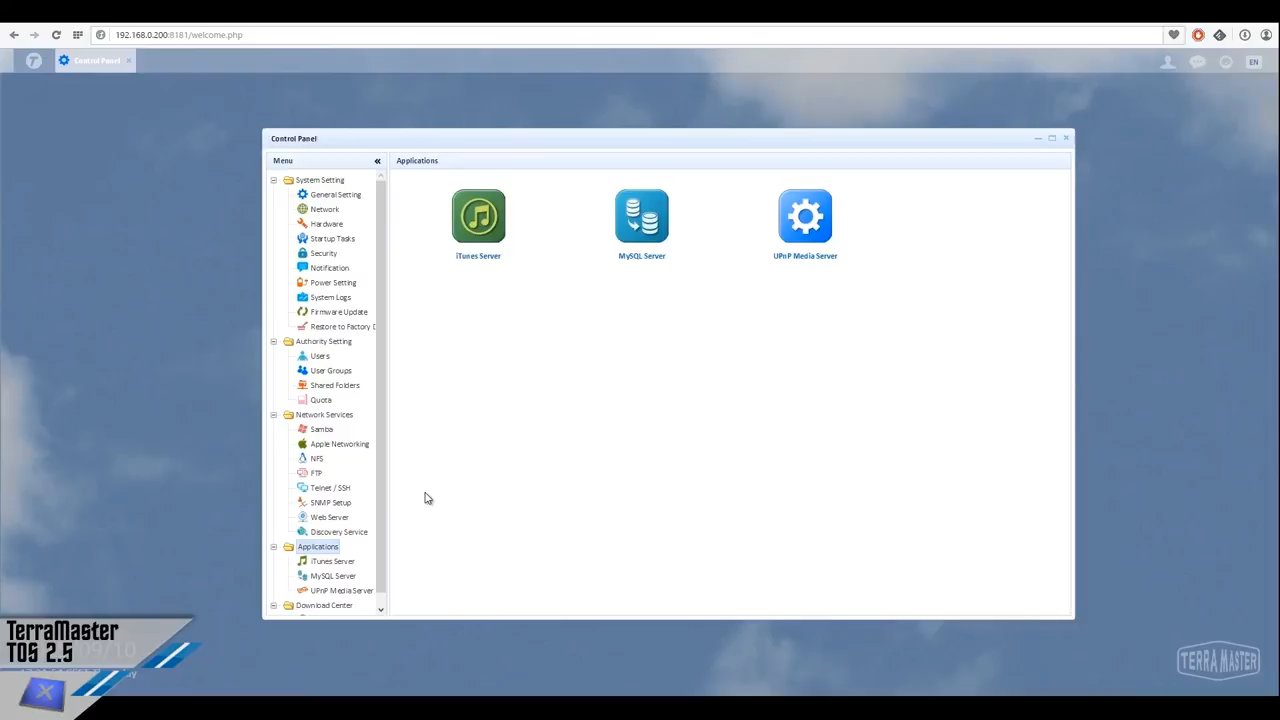 192.168.0.200:8181/welcome.php
Control Panel
EN
Control Panel
Menu
Applications
System Setting
General Setting
Network
Hardware
Startup Tasks
Security
Notification
Power Setting
System Logs
Firmware Update
Restore to Factory D
Authority Setting
Users
User Groups
Shared Folders
Quota
Network Services
Samba
Apple Networking
NFS
FTP
Telnet / SSH
SNMP Setup
Web Server
Discovery Service
Applications
iTunes Server
MySQL Server
UPnP Media Server
Download Center
iTunes Server
MySQL Server
UPnP Media Server
TerraMaster
TOS 2.5
TERRA MASTER